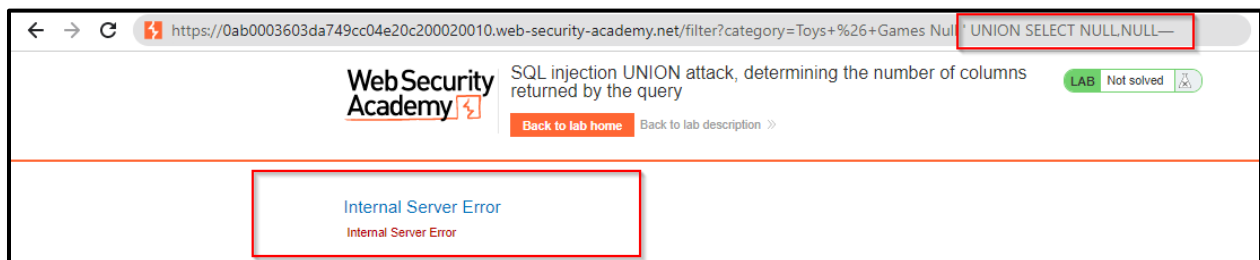 https://0ab0003603da749cc04e20c200020010.web-security-academy.net/filter?category=Toys+%26+Games Null' UNION SELECT NULL,NULL—
Web Security
Academy
SQL injection UNION attack, determining the number of columns
returned by the query
LAB Not solved
Back to lab home Back to lab description »
Internal Server Error
Internal Server Error